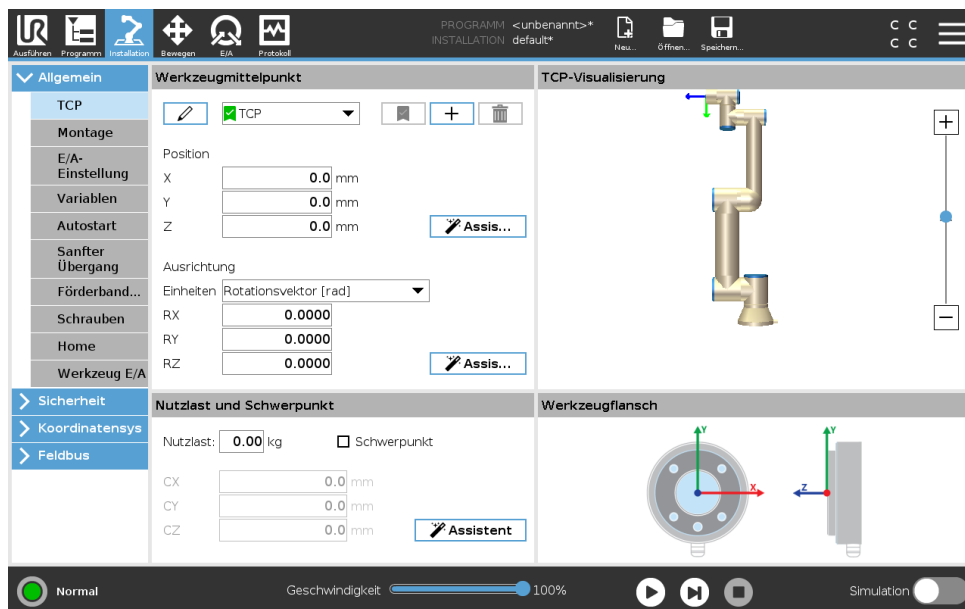 PROGRAMM <unbenannt>*
INSTALLATION default*
Ausführen Programm Installation Bewegen E/A Protokoll
Neu... Öffnen... Speichern...
C C
C C
Allgemein
TCP
Montage
E/A-
Einstellung
Variablen
Autostart
Sanfter
Übergang
Förderband...
Schrauben
Home
Werkzeug E/A
Sicherheit
Koordinatensys
Feldbus
Werkzeugmittelpunkt
TCP
Position
X 0.0 mm
Y 0.0 mm
Z 0.0 mm
Assis...
Ausrichtung
Einheiten Rotationsvektor [rad]
RX 0.0000
RY 0.0000
RZ 0.0000
Assis...
TCP-Visualisierung
Nutzlast und Schwerpunkt
Nutzlast: 0.00 kg Schwerpunkt
CX 0.0 mm
CY 0.0 mm
CZ 0.0 mm
Assistent
Werkzeugflansch
Y
X
Y
Z
Normal
Geschwindigkeit 100%
Simulation